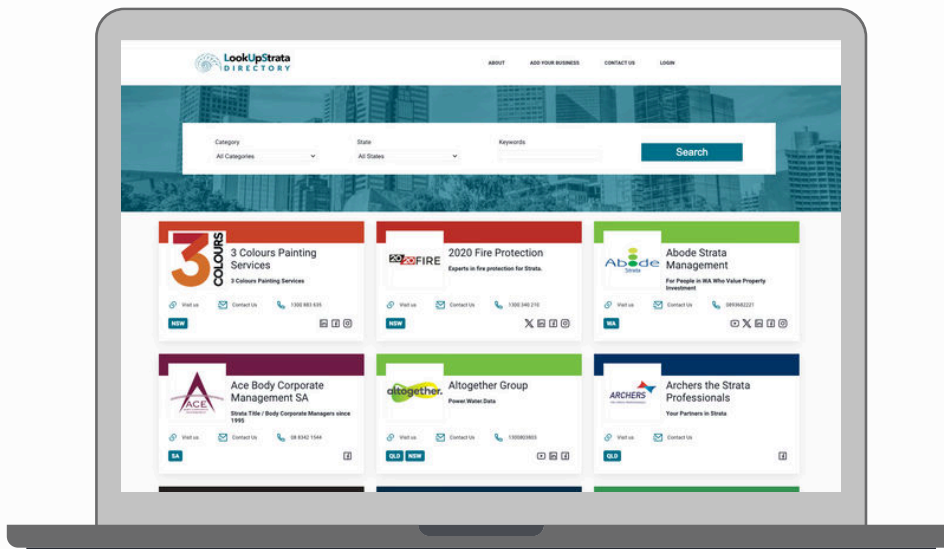 LookUpStrata
DIRECTORY
ABOUT
ADD YOUR BUSINESS
CONTACT US
LOGIN
Category
State
Keywords
All Categories
All States
Search
3 COLOURS
3 Colours Painting
Services
3 Colours Painting Services
Visit us
Contact Us
1300 883 635
NSW
2020 FIRE
2020 Fire Protection
Experts in fire protection for Strata.
Visit us
Contact Us
1300 340 210
NSW
Abode
Strata
Abode Strata
Management
For People in WA Who Value Property
Investment
Visit us
Contact Us
0893682221
WA
ACE
Ace Body Corporate
Management SA
Strata Title / Body Corporate Managers since
1995
Visit us
Contact Us
08 8342 1544
SA
altogether.
Altogether Group
Power.Water.Data
Visit us
Contact Us
1300803803
QLD NSW
ARCHERS
Archers the Strata
Professionals
Your Partners in Strata
Visit us
Contact Us
QLD